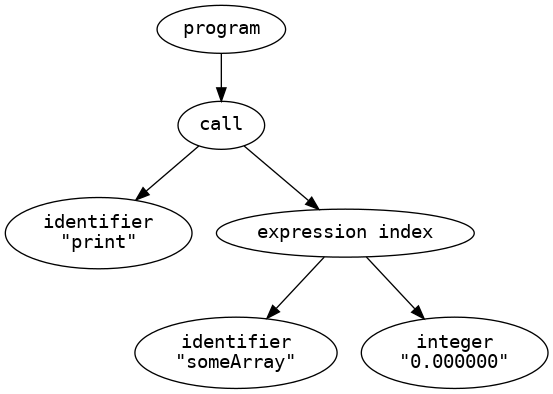 program
call
identifier
"print"
expression index
identifier
"someArray"
integer
"0.000000"